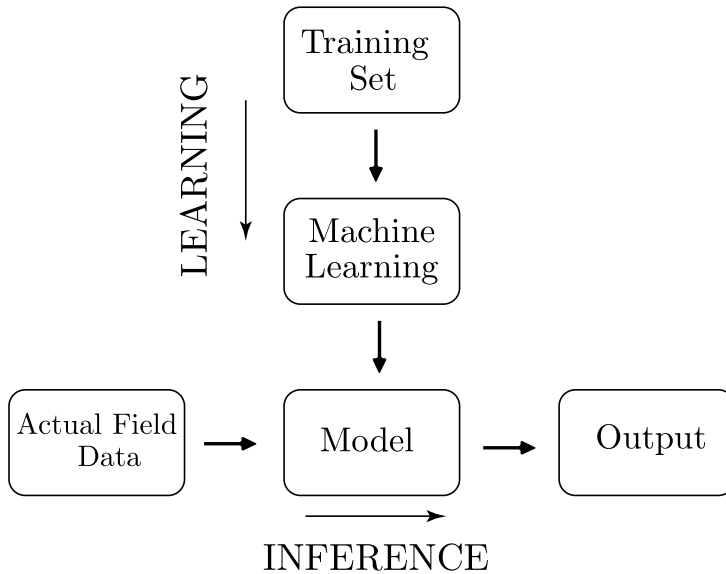 Training
Set
LEARNING
Machine
Learning
Actual Field
Data
Model
Output
INFERENCE